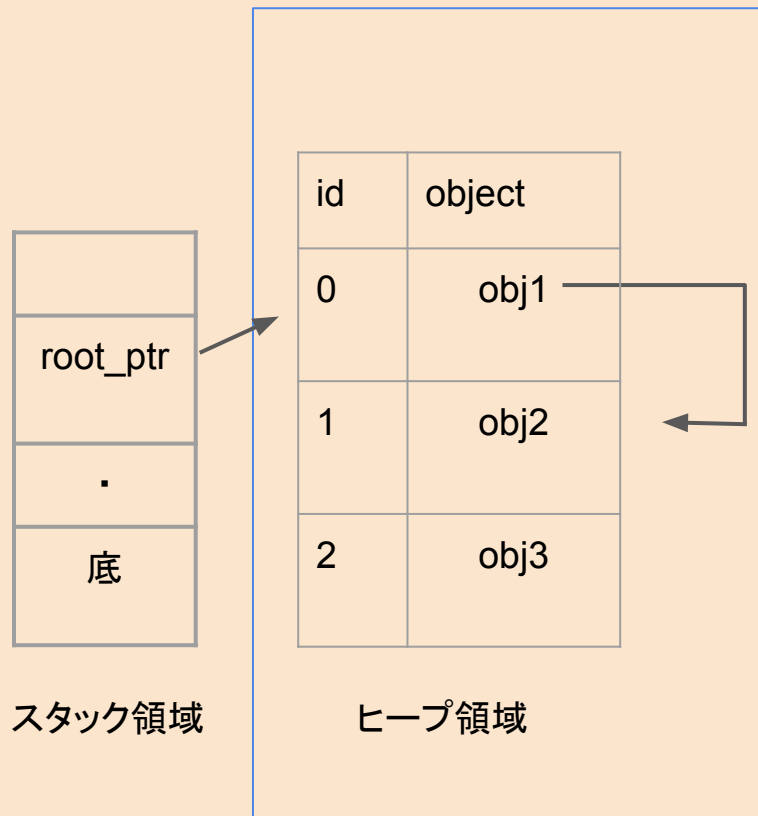 id object
0 obj1
root_ptr
1 obj2
・
底
2 obj3
スタック領域
ヒープ領域